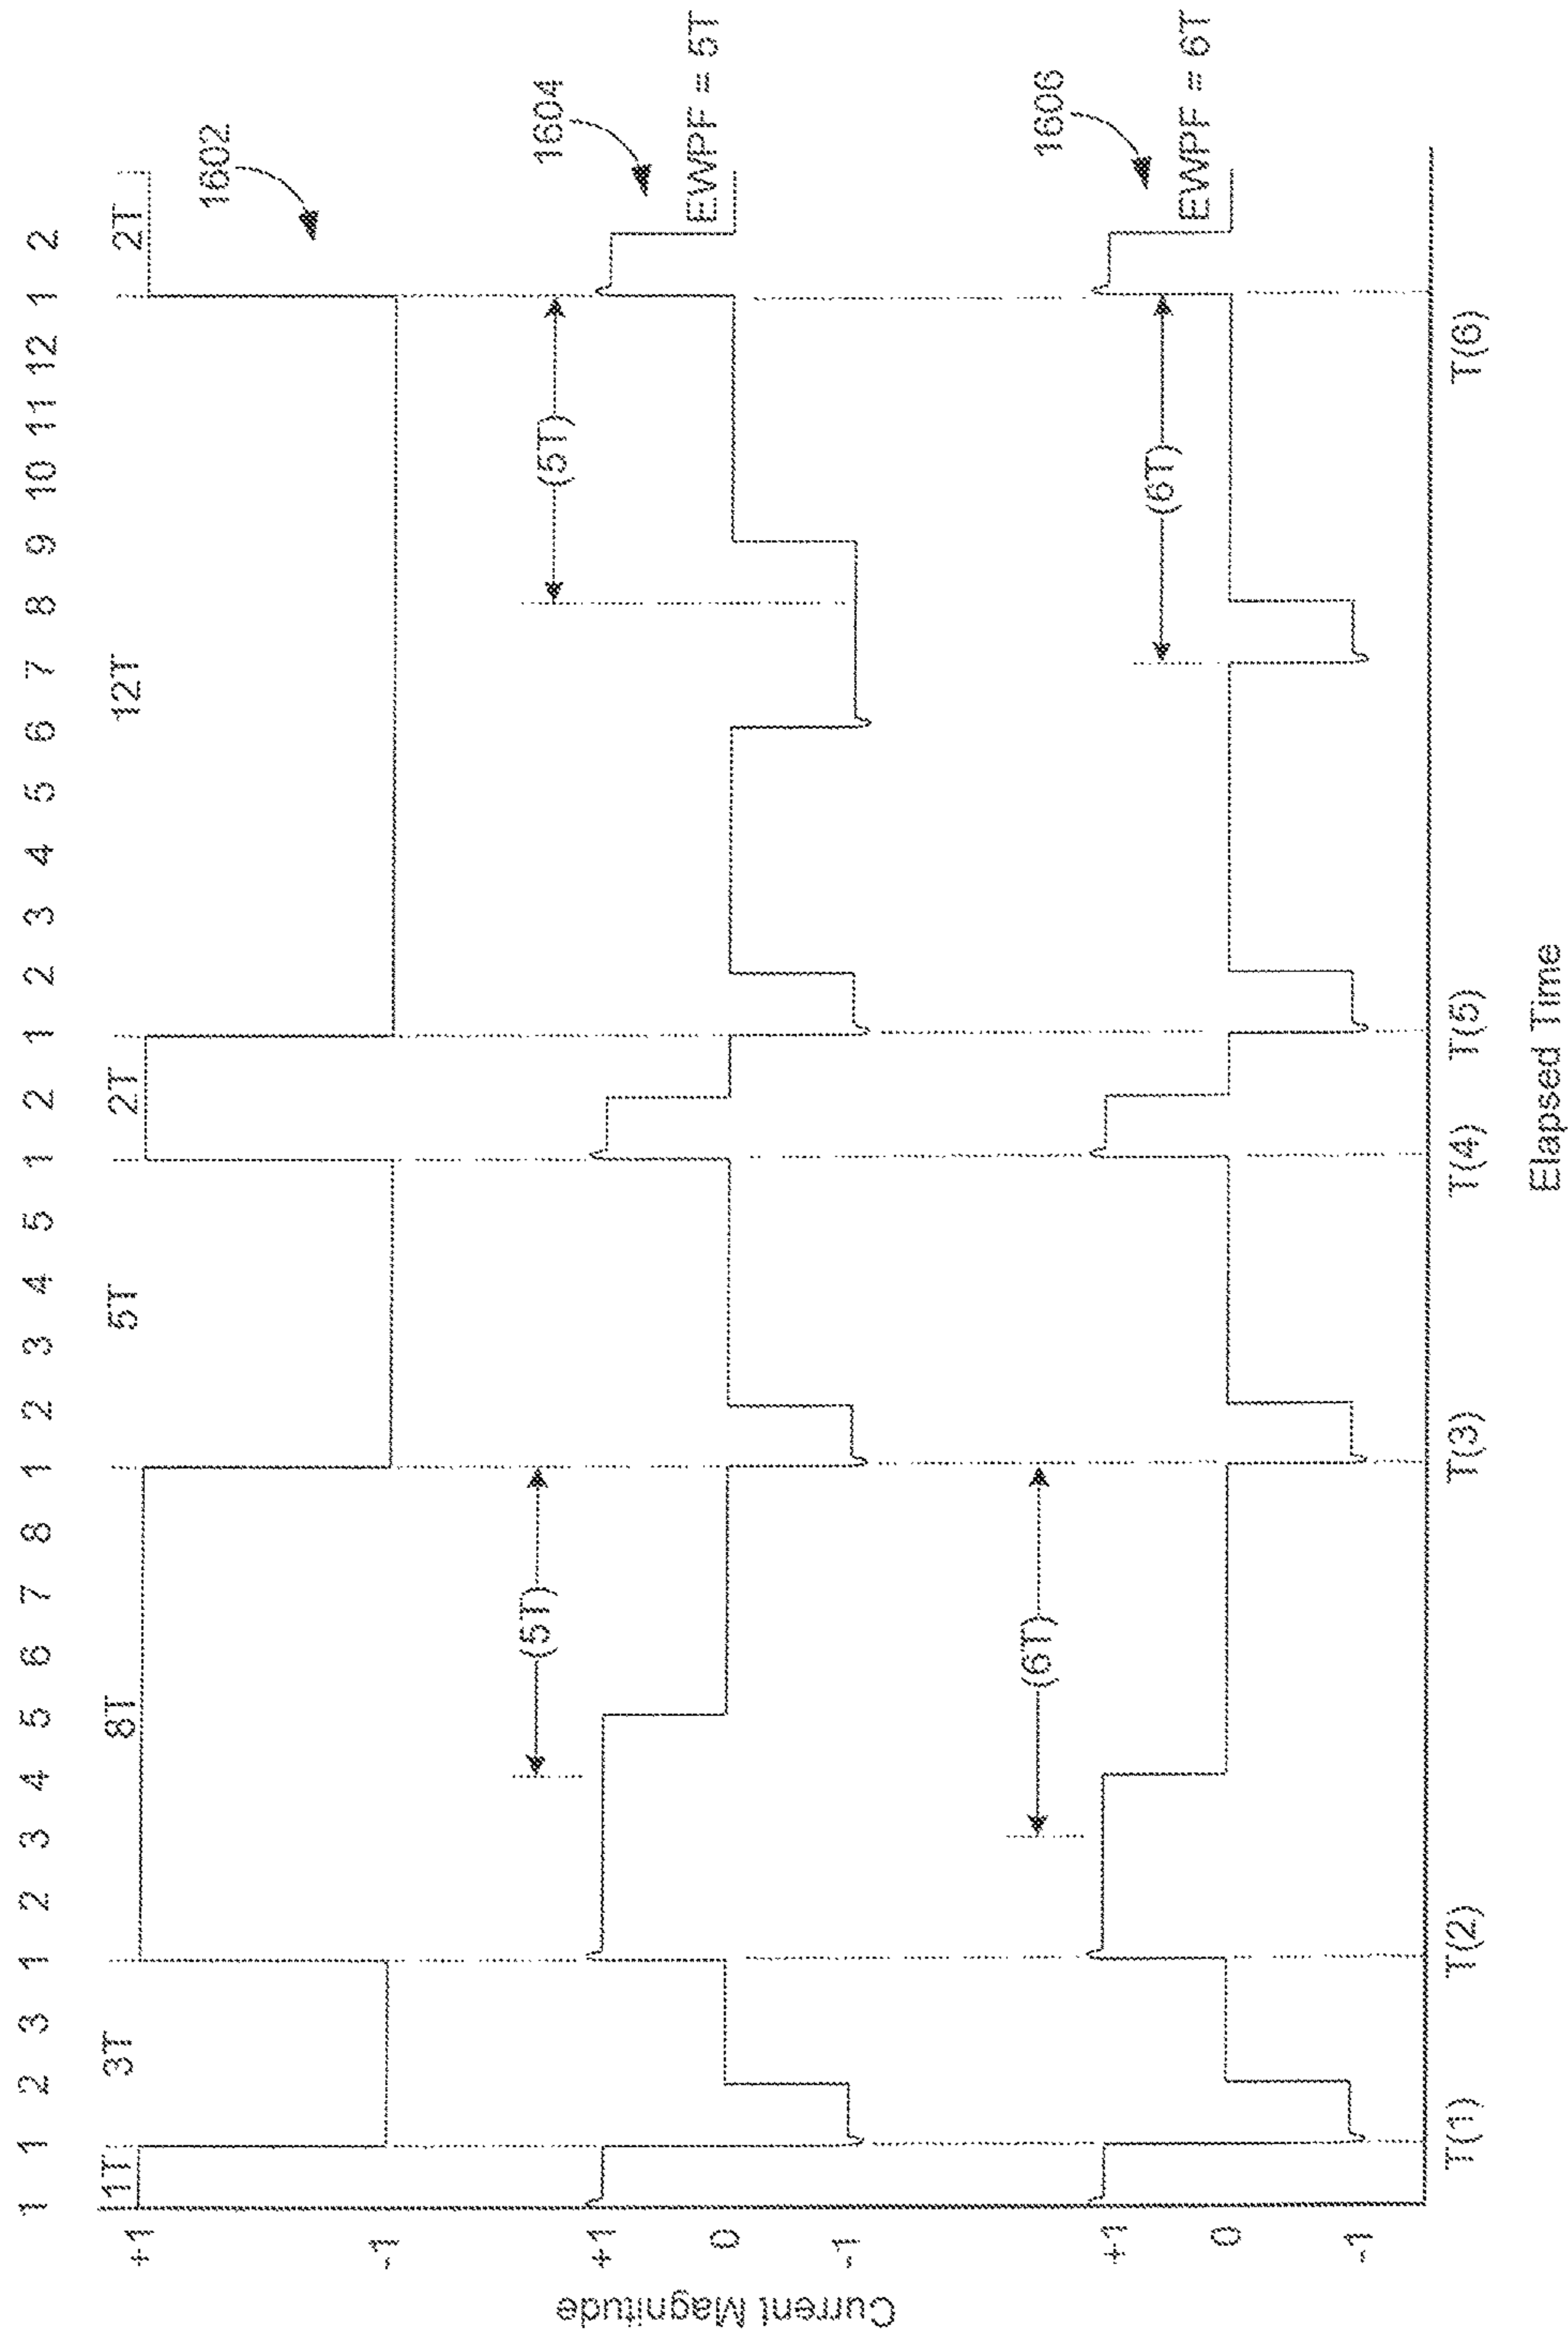 1 1 2 3 1 2 3 4 5 6 7 8 1 2 3 4 5 1 2 1 2 3 4 5 6 7 8 9 10 11 12 1 2
1T 3T 8T 5T 2T 12T 2T
1602
+1
-1
1604
EWPF = 5T
(5T) (5T)
+1
0
-1
1606
EWPF = 6T
(6T) (6T)
+1
0
-1
Current Magnitude
T(1) T(2) T(3) T(4) T(5) T(6)
Elapsed Time